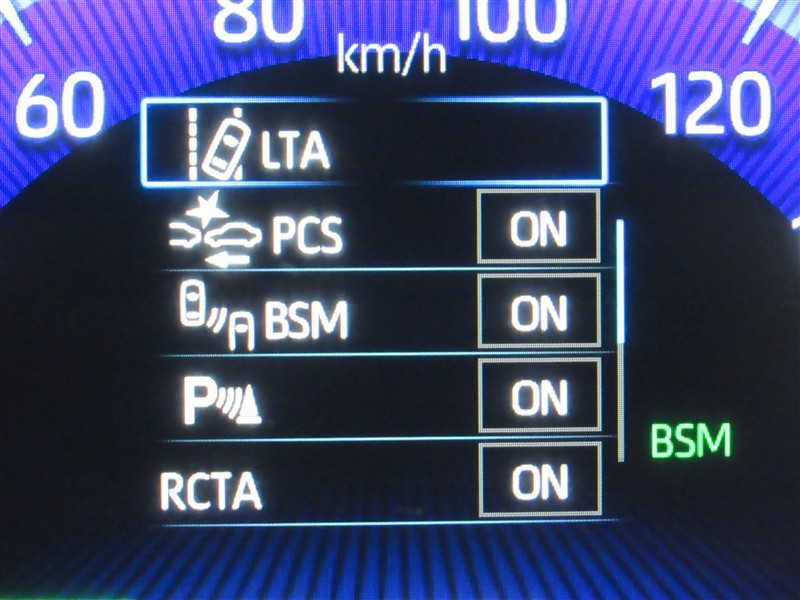 80 100
km/h
60 120
LTA
PCS ON
BSM ON
P ON
BSM
RCTA ON